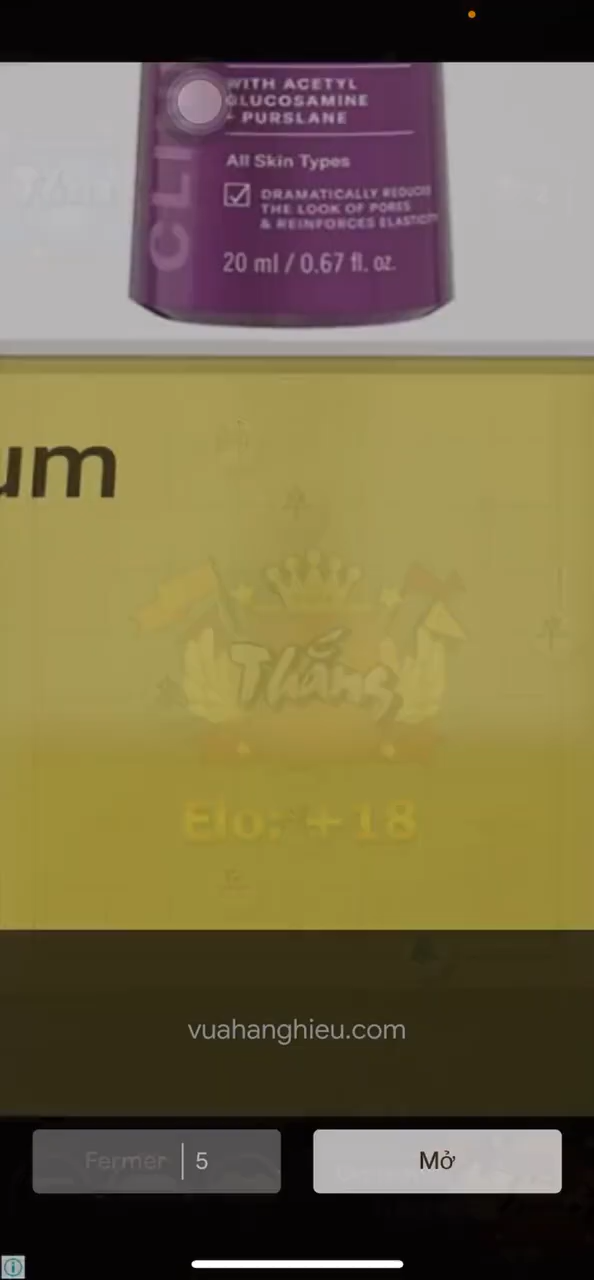 WITH ACETYL
GLUCOSAMINE
+ PURSLANE
CLI
All Skin Types
DRAMATICALLY REDUCES
THE LOOK OF PORES
& REINFORCES ELASTICITY
20 ml / 0.67 fl. oz.
um
Thắng
Elo: +18
vuahanghieu.com
Fermer | 5
Mở